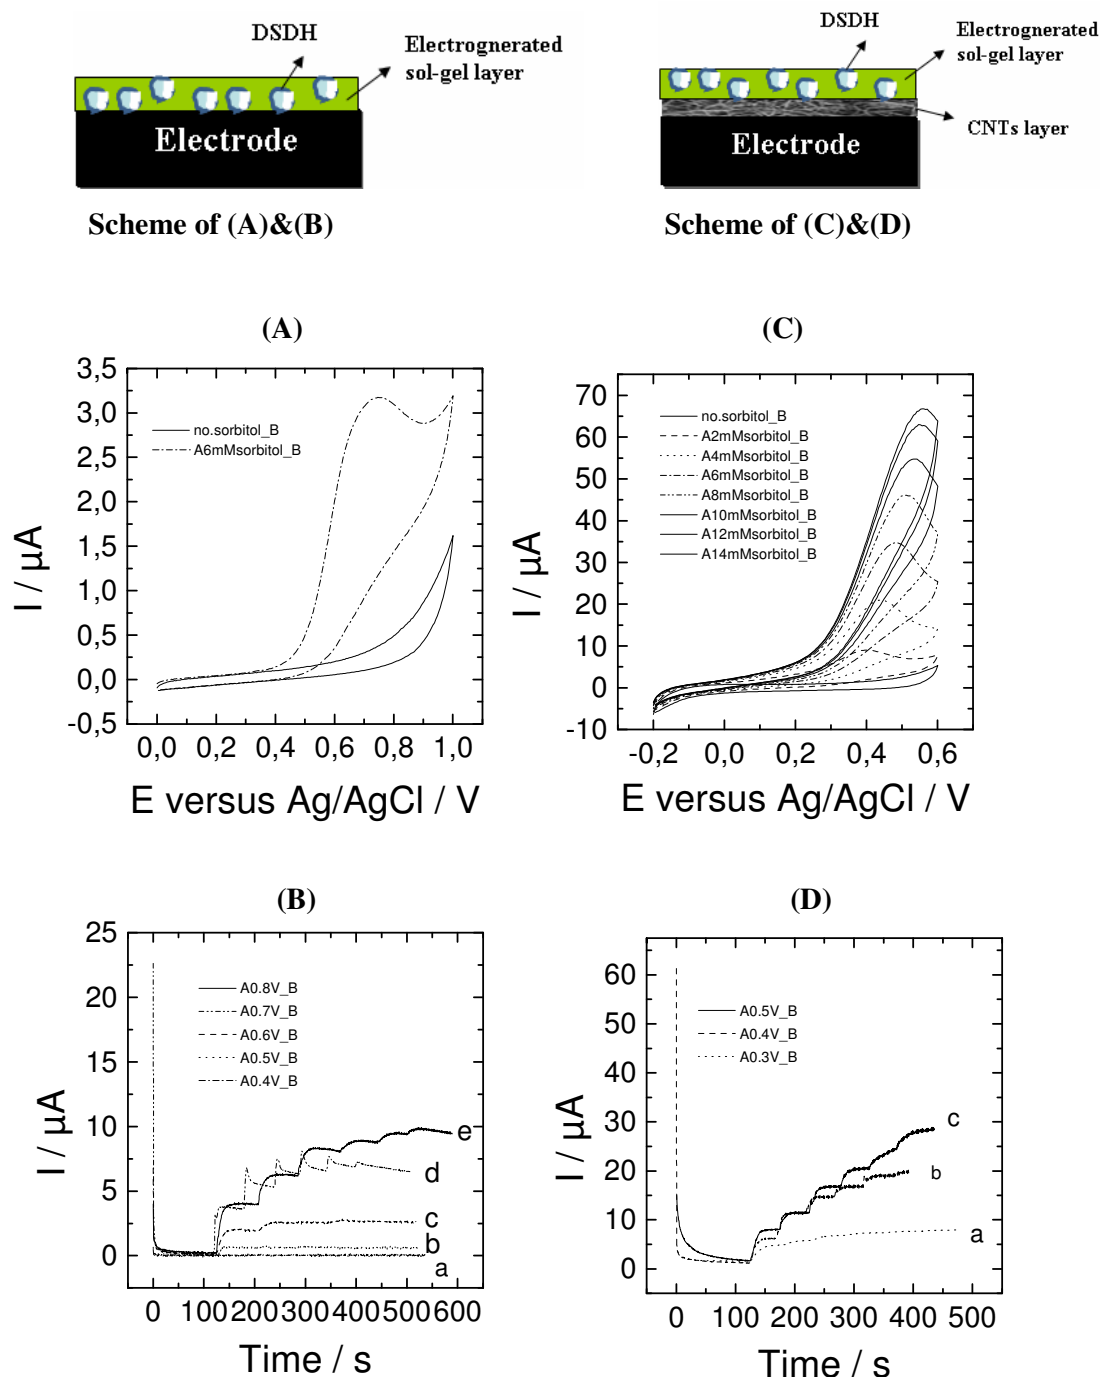 DSDH
Electrognerated
sol-gel layer
Electrode
Scheme of (A)&(B)
DSDH
Electrognerated
sol-gel layer
CNTs layer
Electrode
Scheme of (C)&(D)
(A)
3,5
3,0
2,5
2,0
1,5
1,0
0,5
0,0
-0,5
I / µA
no.sorbitol_B
A6mMsorbitol_B
0,0 0,2 0,4 0,6 0,8 1,0
E versus Ag/AgCl / V
(C)
70
60
50
40
30
20
10
0
-10
I / µA
no.sorbitol_B
A2mMsorbitol_B
A4mMsorbitol_B
A6mMsorbitol_B
A8mMsorbitol_B
A10mMsorbitol_B
A12mMsorbitol_B
A14mMsorbitol_B
-0,2 0,0 0,2 0,4 0,6
E versus Ag/AgCl / V
(B)
25
20
15
10
5
0
I / µA
A0.8V_B
A0.7V_B
A0.6V_B
A0.5V_B
A0.4V_B
e
d
c
b
a
0 100 200 300 400 500 600
Time / s
(D)
60
50
40
30
20
10
0
I / µA
A0.5V_B
A0.4V_B
A0.3V_B
c
b
a
0 100 200 300 400 500
Time / s